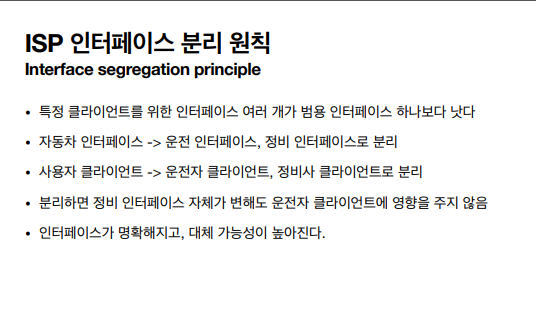 ISP 인터페이스 분리 원칙
Interface segregation principle
• 특정 클라이언트를 위한 인터페이스 여러 개가 범용 인터페이스 하나보다 낫다
• 자동차 인터페이스 -> 운전 인터페이스, 정비 인터페이스로 분리
• 사용자 클라이언트 -> 운전자 클라이언트, 정비사 클라이언트로 분리
• 분리하면 정비 인터페이스 자체가 변해도 운전자 클라이언트에 영향을 주지 않음
• 인터페이스가 명확해지고, 대체 가능성이 높아진다.